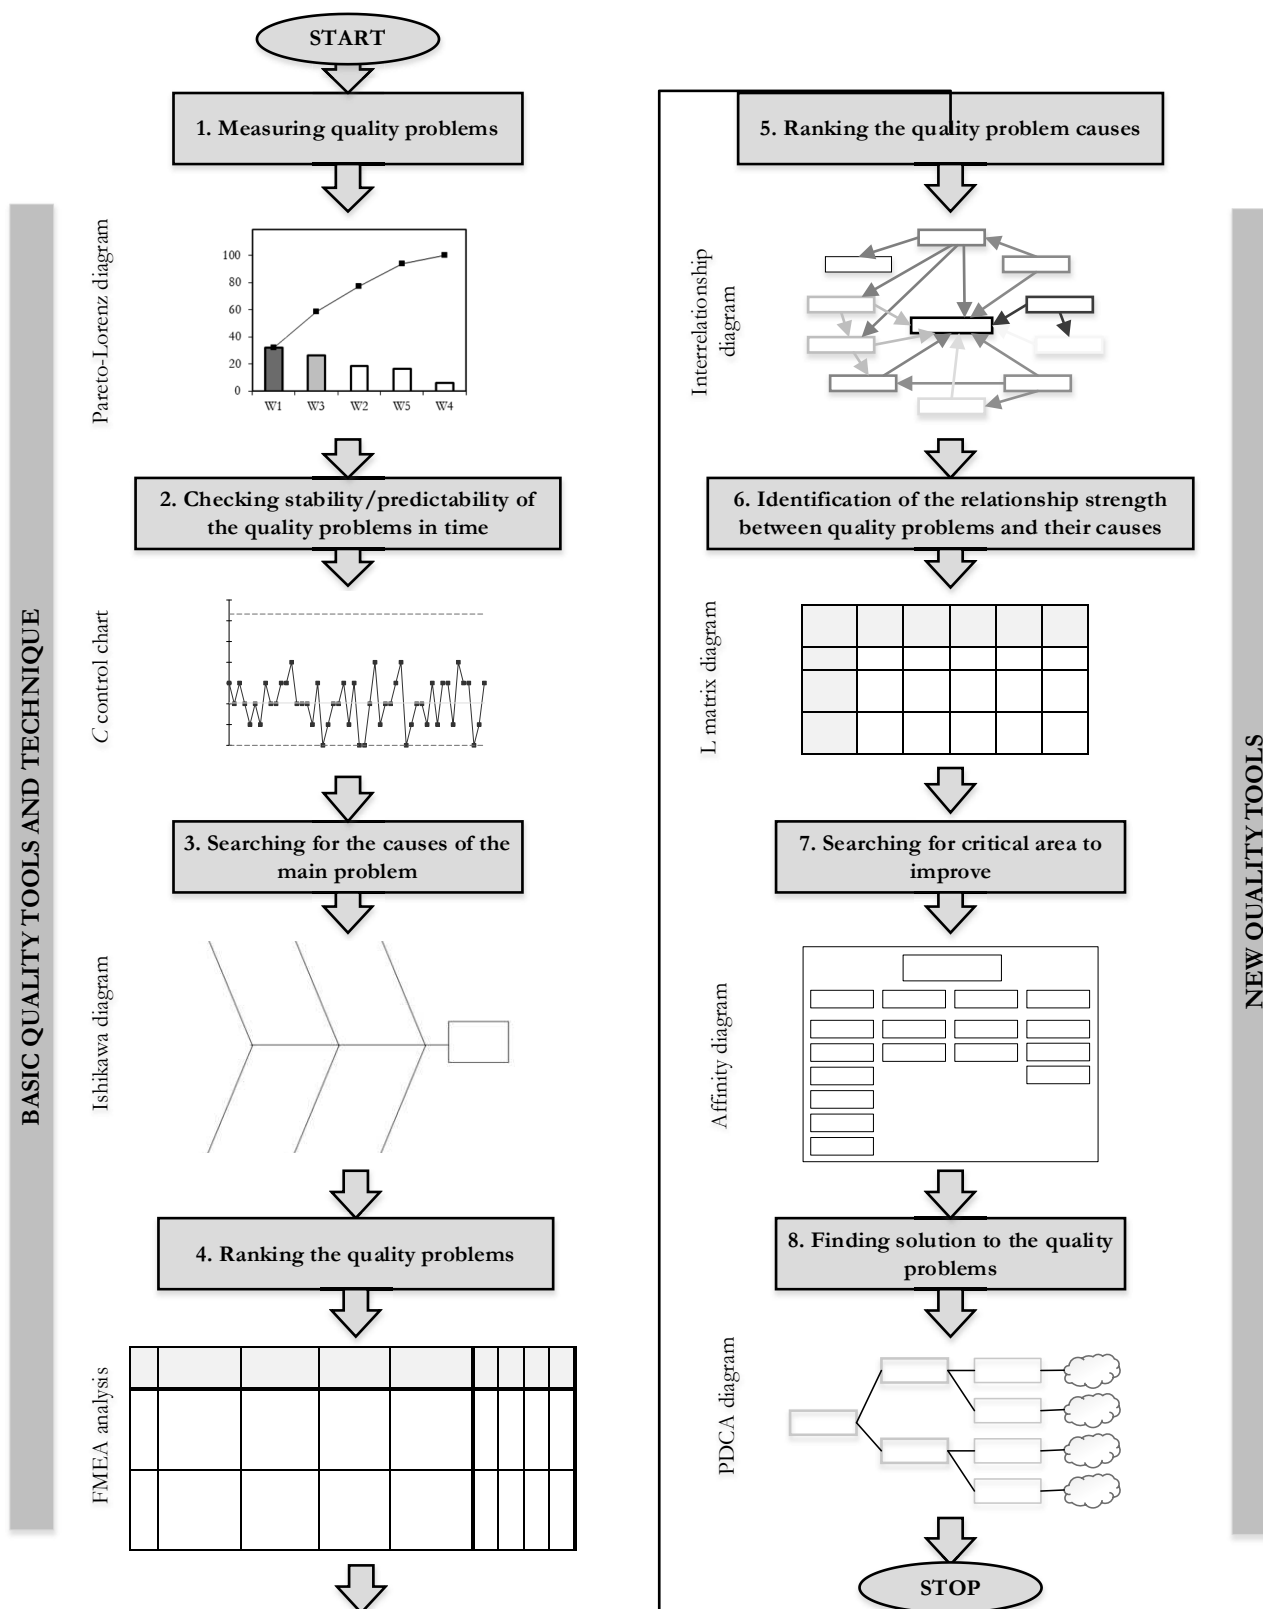 START
1. Measuring quality problems
BASIC QUALITY TOOLS AND TECHNIQUE
Pareto-Lorenz diagram
100
80
60
40
20
0
W1 W3 W2 W5 W4
2. Checking stability/predictability of
the quality problems in time
C control chart
3. Searching for the causes of the
main problem
Ishikawa diagram
4. Ranking the quality problems
FMEA analysis
5. Ranking the quality problem causes
Interrelationship
diagram
6. Identification of the relationship strength
between quality problems and their causes
L matrix diagram
7. Searching for critical area to
improve
Affinity diagram
8. Finding solution to the quality
problems
PDCA diagram
STOP
NEW QUALITY TOOLS